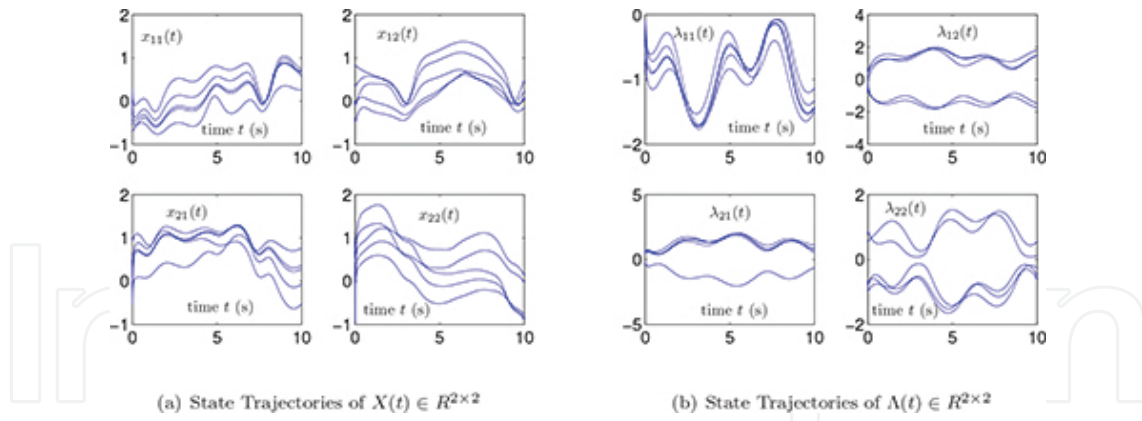 x₁₁(t)
2
1
0
−1
0 5 10
time t (s)
x₁₂(t)
2
1
0
−1
0 5 10
time t (s)
x₂₁(t)
2
1
0
−1
0 5 10
time t (s)
x₂₂(t)
2
1
0
−1
0 5 10
time t (s)
(a) State Trajectories of X(t) ∈ R²ˣ²
λ₁₁(t)
0
−1
−2
0 5 10
time t (s)
λ₁₂(t)
4
2
0
−2
−4
0 5 10
time t (s)
λ₂₁(t)
5
0
−5
0 5 10
time t (s)
λ₂₂(t)
2
0
−2
0 5 10
time t (s)
(b) State Trajectories of Λ(t) ∈ R²ˣ²